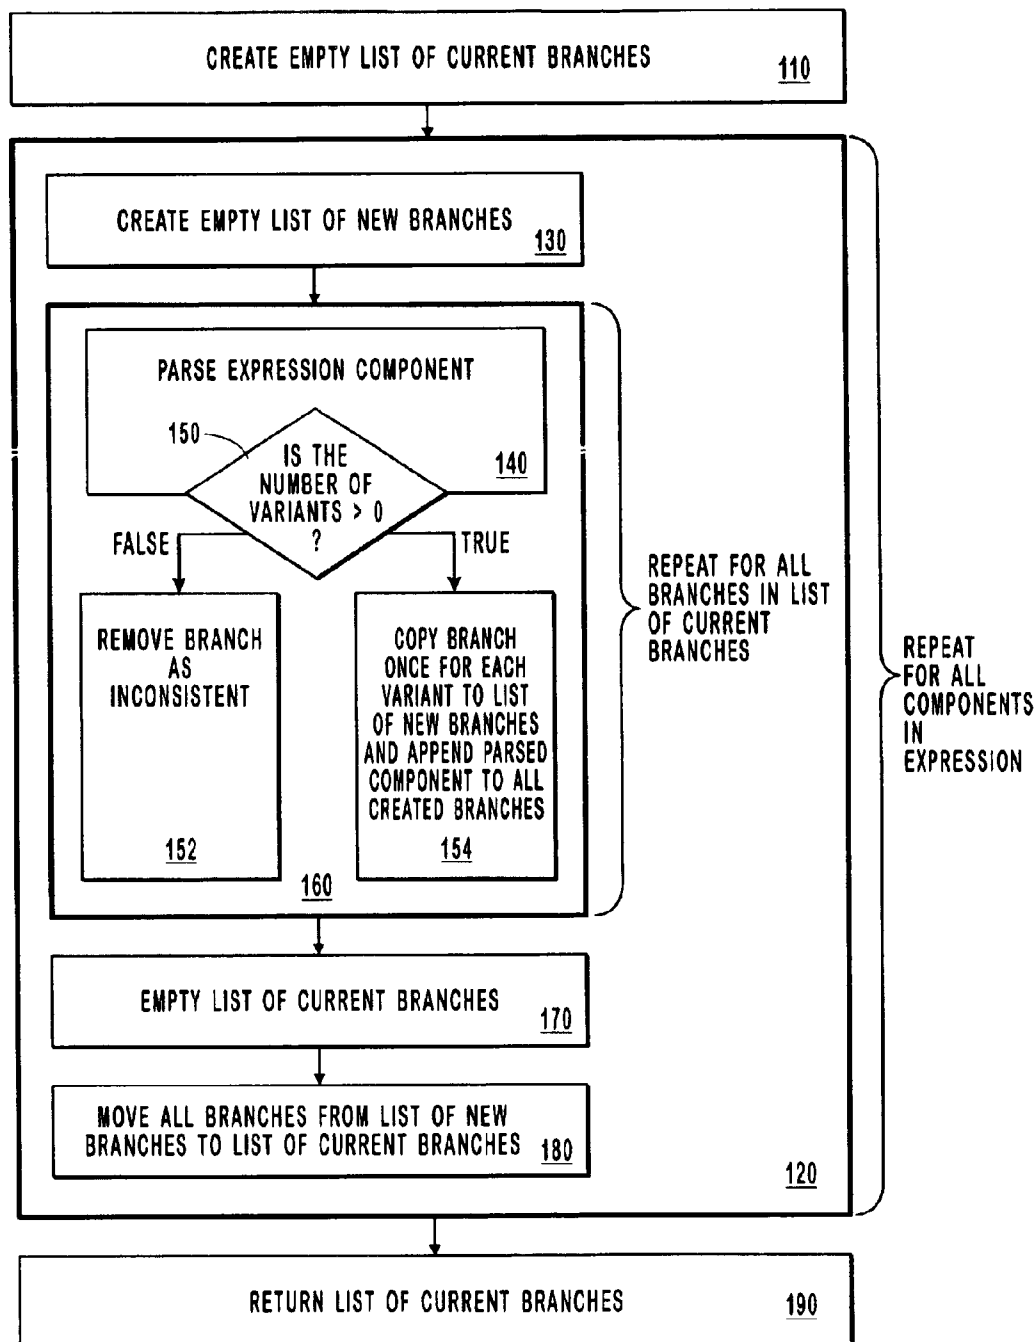 CREATE EMPTY LIST OF CURRENT BRANCHES
110
CREATE EMPTY LIST OF NEW BRANCHES
130
PARSE EXPRESSION COMPONENT
140
150
IS THE
NUMBER OF
VARIANTS > 0
?
FALSE
TRUE
REMOVE BRANCH
AS
INCONSISTENT
152
COPY BRANCH
ONCE FOR EACH
VARIANT TO LIST
OF NEW BRANCHES
AND APPEND PARSED
COMPONENT TO ALL
CREATED BRANCHES
154
160
REPEAT FOR ALL
BRANCHES IN LIST
OF CURRENT
BRANCHES
REPEAT
FOR ALL
COMPONENTS
IN
EXPRESSION
EMPTY LIST OF CURRENT BRANCHES
170
MOVE ALL BRANCHES FROM LIST OF NEW
BRANCHES TO LIST OF CURRENT BRANCHES
180
120
RETURN LIST OF CURRENT BRANCHES
190